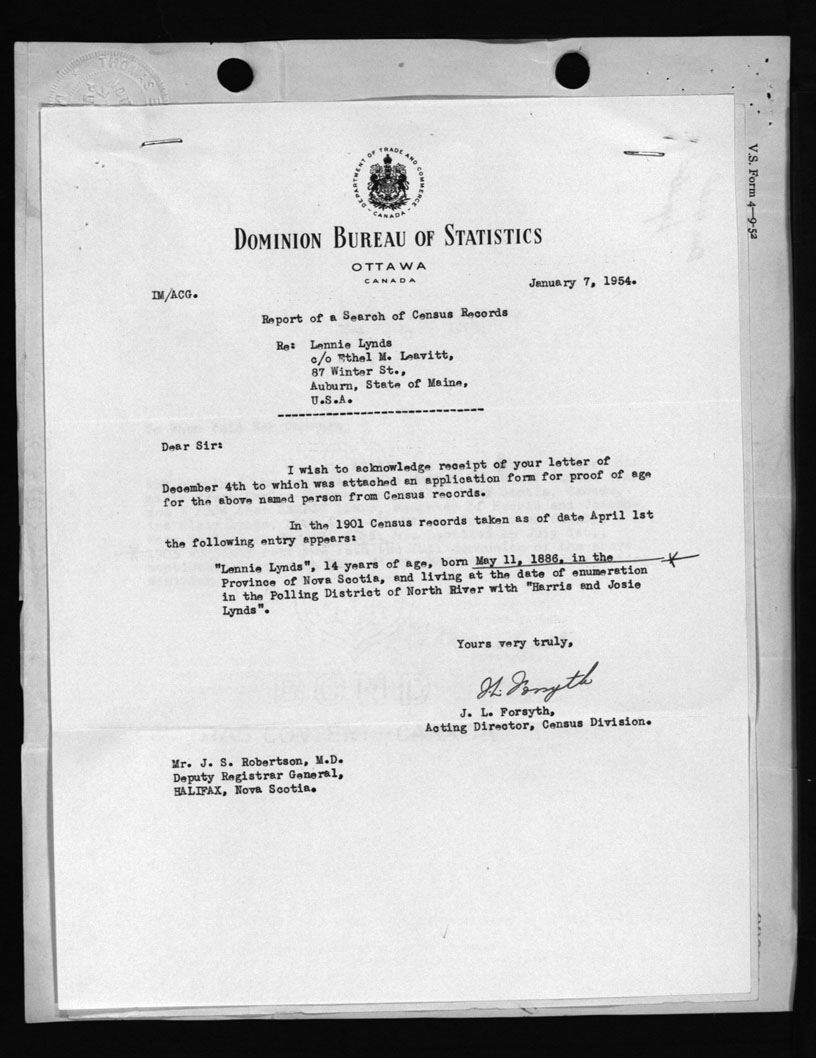 V.S. Form 4—9-52
DEPARTMENT OF TRADE AND COMMERCE
CANADA
DOMINION BUREAU OF STATISTICS
OTTAWA
CANADA
January 7, 1954.
IM/ACG.
Report of a Search of Census Records
Re: Lennie Lynds
c/o Ethel M. Leavitt,
87 Winter St.,
Auburn, State of Maine,
U.S.A.
Dear Sir:
I wish to acknowledge receipt of your letter of
December 4th to which was attached an application form for proof of age
for the above named person from Census records.
In the 1901 Census records taken as of date April 1st
the following entry appears:
"Lennie Lynds", 14 years of age, born May 11, 1886, in the
Province of Nova Scotia, and living at the date of enumeration
in the Polling District of North River with "Harris and Josie
Lynds".
Yours very truly,
J. L. Forsyth,
Acting Director, Census Division.
Mr. J. S. Robertson, M.D.
Deputy Registrar General,
HALIFAX, Nova Scotia.